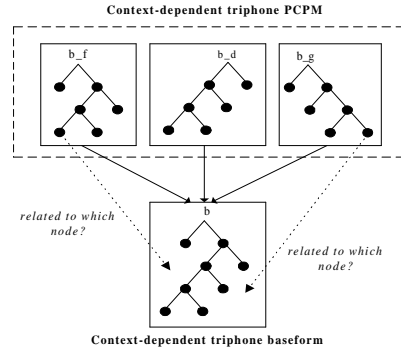 Context-dependent triphone PCPM
b_f
b_d
b_g
b
related to which
node?
related to which
node?
Context-dependent triphone baseform